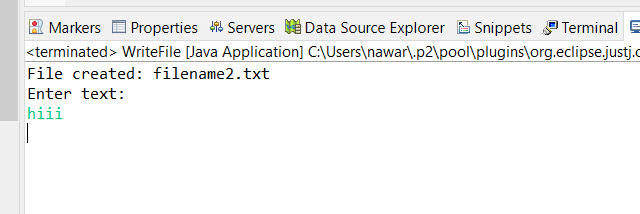 Markers Properties Servers Data Source Explorer Snippets Terminal
<terminated> WriteFile [Java Application] C:\Users\nawar\.p2\pool\plugins\org.eclipse.justj.o
File created: filename2.txt
Enter text:
hiii